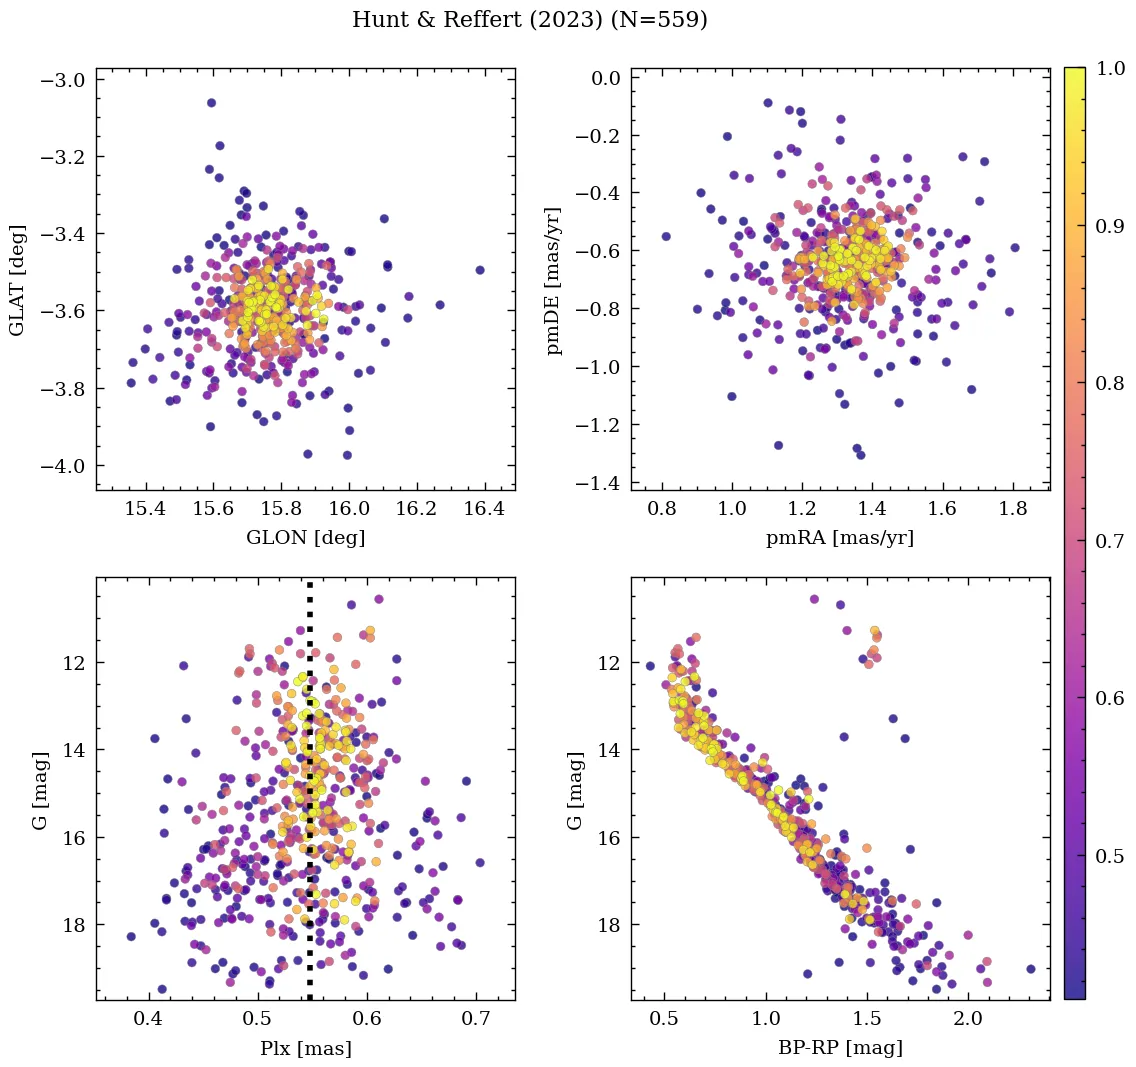 Hunt & Reffert (2023) (N=559)
−3.0
−3.2
−3.4
−3.6
−3.8
−4.0
GLAT [deg]
15.4 15.6 15.8 16.0 16.2 16.4
GLON [deg]
0.0
−0.2
−0.4
−0.6
−0.8
−1.0
−1.2
−1.4
pmDE [mas/yr]
0.8 1.0 1.2 1.4 1.6 1.8
pmRA [mas/yr]
1.0
0.9
0.8
0.7
0.6
0.5
12
14
16
18
G [mag]
0.4 0.5 0.6 0.7
Plx [mas]
12
14
16
18
G [mag]
0.5 1.0 1.5 2.0
BP-RP [mag]